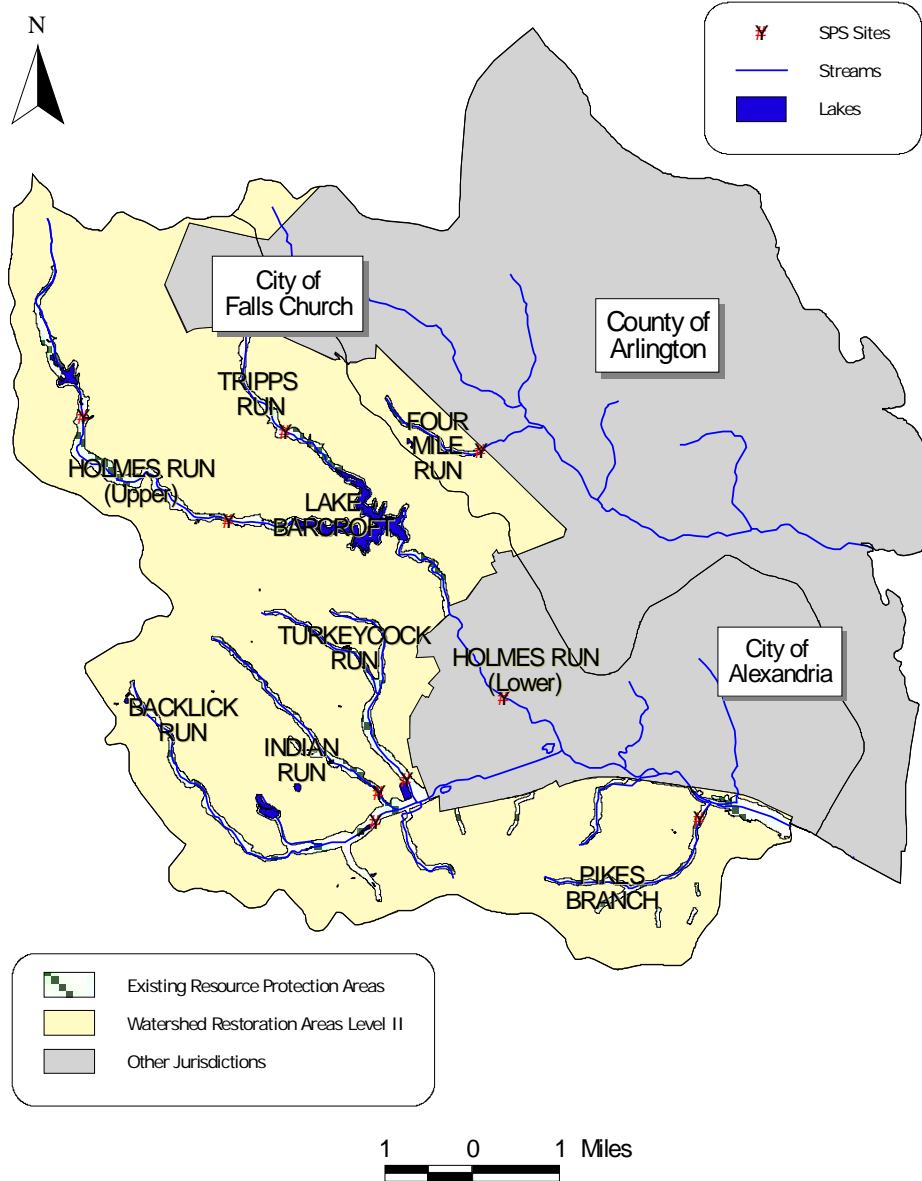 N
SPS Sites
Streams
Lakes
City of
Falls Church
County of
Arlington
TRIPPS
RUN
FOUR
MILE
RUN
HOLMES RUN
(Upper)
LAKE
BARCROFT
TURKEYCOCK
RUN
HOLMES RUN
(Lower)
City of
Alexandria
BACKLICK
RUN
INDIAN
RUN
PIKES
BRANCH
Existing Resource Protection Areas
Watershed Restoration Areas Level II
Other Jurisdictions
1 0 1 Miles